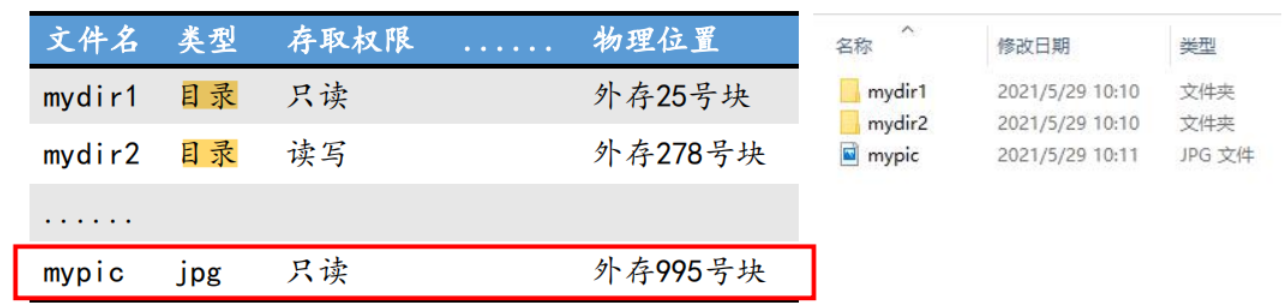 文件名 类型 存取权限 ...... 物理位置
mydir1 目录 只读 外存25号块
mydir2 目录 读写 外存278号块
......
mypic jpg 只读 外存995号块
名称 修改日期 类型
mydir1 2021/5/29 10:10 文件夹
mydir2 2021/5/29 10:10 文件夹
mypic 2021/5/29 10:11 JPG 文件